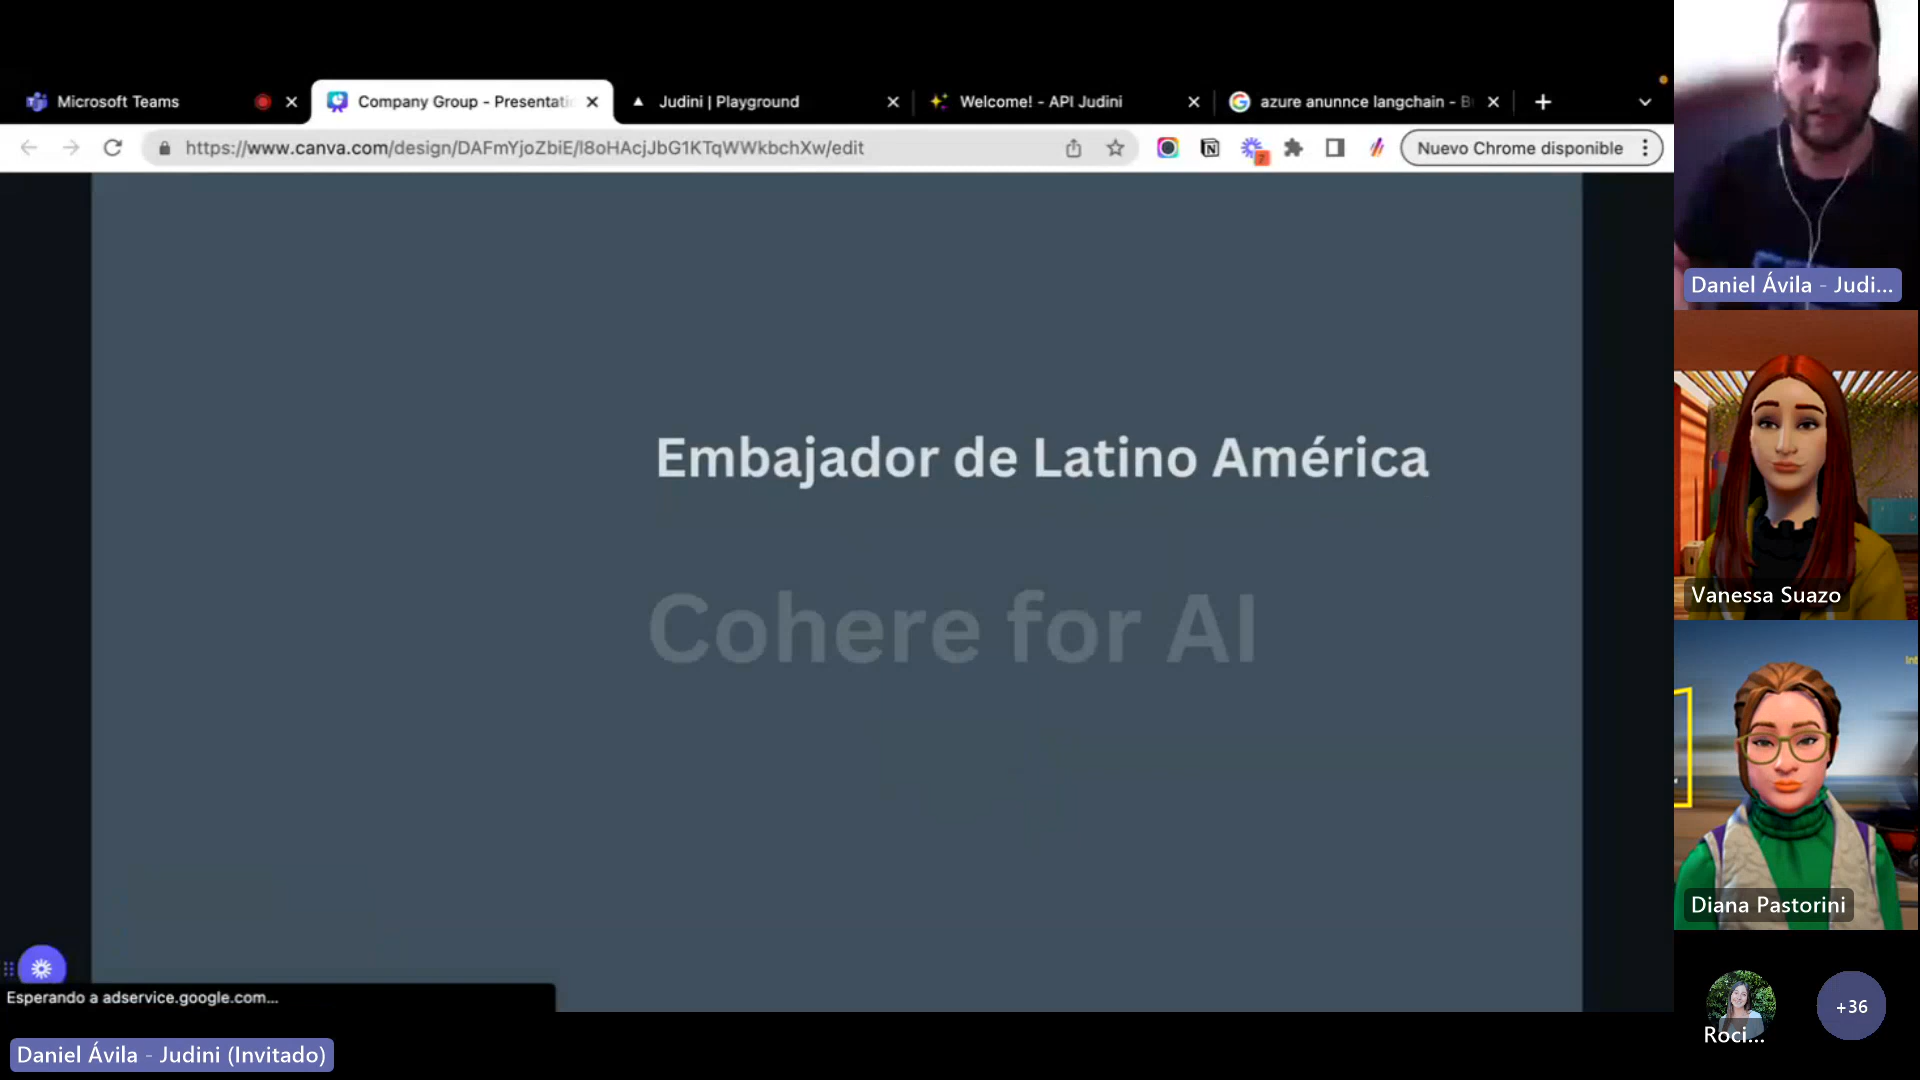 Microsoft Teams
Company Group - Presentati
Judini | Playground
Welcome! - API Judini
azure anunnce langchain - B
https://www.canva.com/design/DAFmYjoZbiE/l8oHAcjJbG1KTqWWkbchXw/edit
7
Nuevo Chrome disponible
Embajador de Latino América
Cohere for AI
Esperando a adservice.google.com...
Daniel Ávila - Judini (Invitado)
Daniel Ávila - Judi...
Vanessa Suazo
Int
Diana Pastorini
Roci...
+36